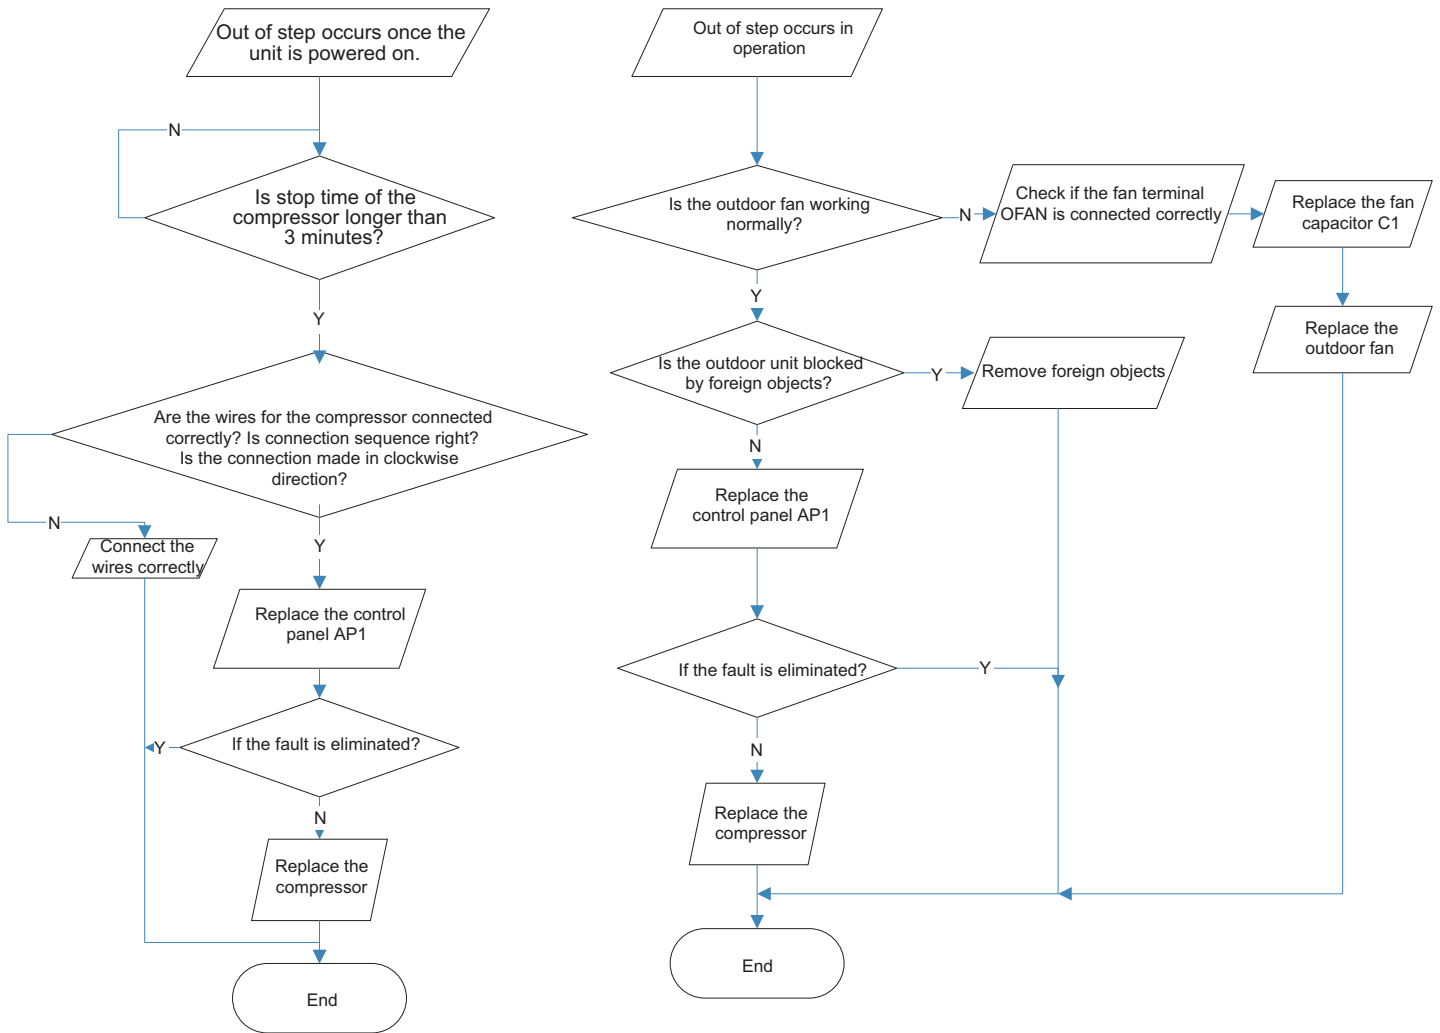 Out of step occurs once the
unit is powered on.
N
Is stop time of the
compressor longer than
3 minutes?
Y
Are the wires for the compressor connected
correctly? Is connection sequence right?
Is the connection made in clockwise
direction?
N
Connect the
wires correctly
Y
Replace the control
panel AP1
If the fault is eliminated?
Y
N
Replace the
compressor
End
Out of step occurs in
operation
Is the outdoor fan working
normally?
N
Check if the fan terminal
OFAN is connected correctly
Replace the fan
capacitor C1
Replace the
outdoor fan
Y
Is the outdoor unit blocked
by foreign objects?
Y
Remove foreign objects
N
Replace the
control panel AP1
If the fault is eliminated?
Y
N
Replace the
compressor
End